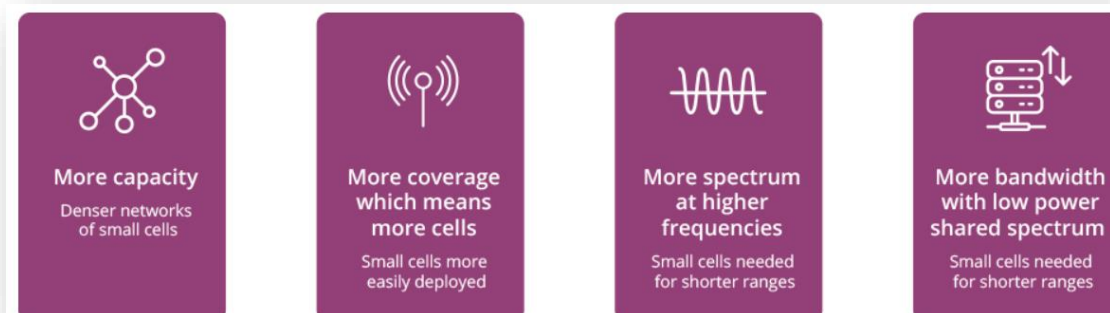 More capacity
Denser networks
of small cells
More coverage
which means
more cells
Small cells more
easily deployed
More spectrum
at higher
frequencies
Small cells needed
for shorter ranges
More bandwidth
with low power
shared spectrum
Small cells needed
for shorter ranges